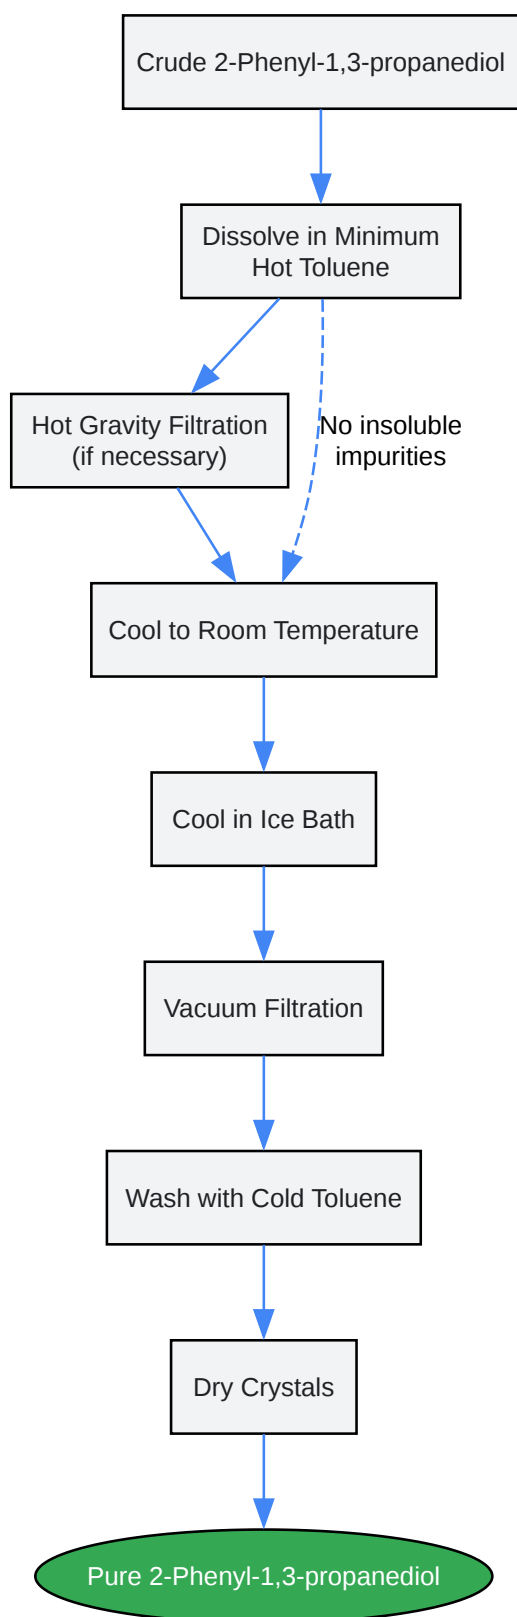 Crude 2-Phenyl-1,3-propanediol
Dissolve in Minimum
Hot Toluene
Hot Gravity Filtration
(if necessary)
No insoluble
impurities
Cool to Room Temperature
Cool in Ice Bath
Vacuum Filtration
Wash with Cold Toluene
Dry Crystals
Pure 2-Phenyl-1,3-propanediol